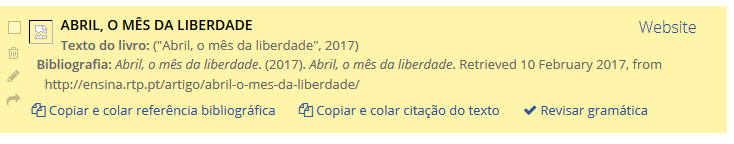 ABRIL, O MÊS DA LIBERDADE
Website
Texto do livro: ("Abril, o mês da liberdade", 2017)
Bibliografia: Abril, o mês da liberdade. (2017). Abril, o mês da liberdade. Retrieved 10 February 2017, from
http://ensina.rtp.pt/artigo/abril-o-mes-da-liberdade/
Copiar e colar referência bibliográfica Copiar e colar citação do texto Revisar gramática